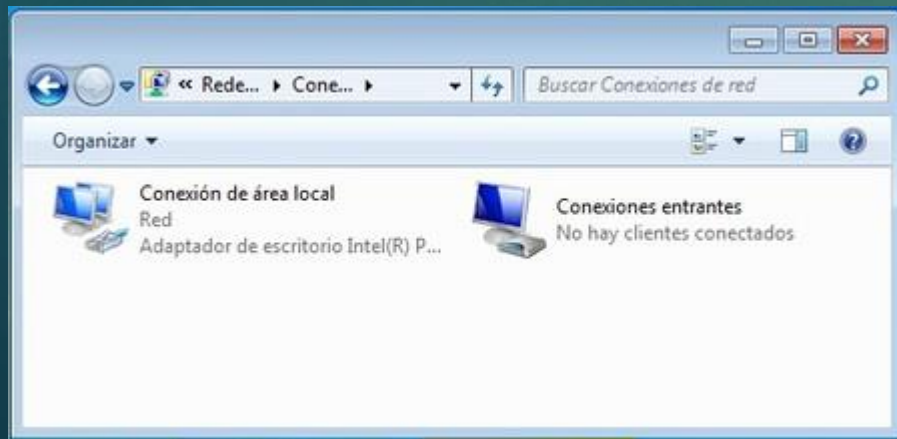 « Rede... ▸ Cone... ▸
Buscar Conexiones de red
Organizar
Conexión de área local
Red
Adaptador de escritorio Intel(R) P...
Conexiones entrantes
No hay clientes conectados